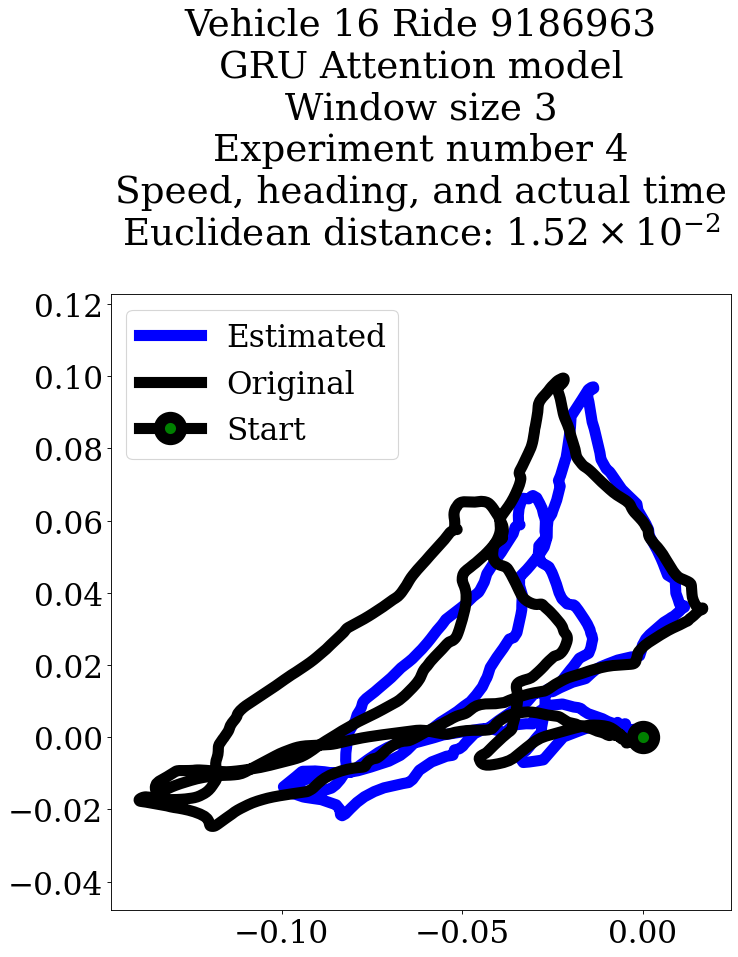 Vehicle 16 Ride 9186963
GRU Attention model
Window size 3
Experiment number 4
Speed, heading, and actual time
Euclidean distance: 1.52 × 10⁻²
0.12
0.10
0.08
0.06
0.04
0.02
0.00
−0.02
−0.04
Estimated
Original
Start
−0.10
−0.05
0.00